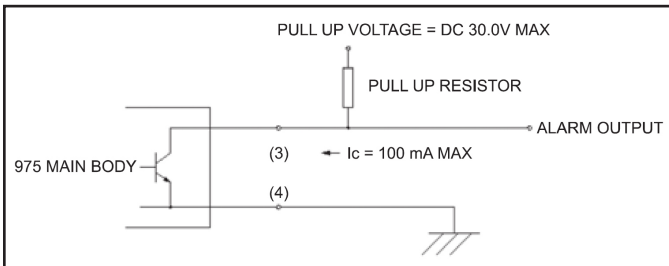 PULL UP VOLTAGE = DC 30.0V MAX
PULL UP RESISTOR
ALARM OUTPUT
(3)
Ic = 100 mA MAX
975 MAIN BODY
(4)